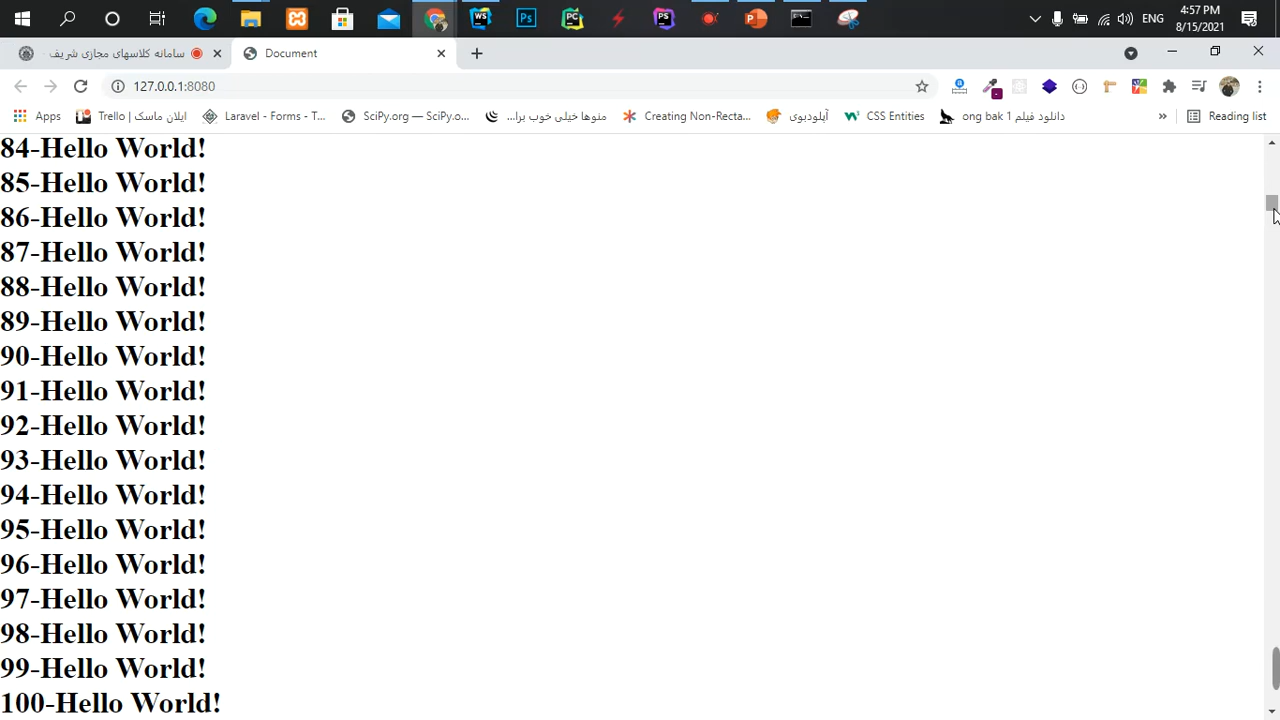 WS
Ps
PC
PS
ENG
4:57 PM
8/15/2021
سامانه کلاسهای مجازی شریف
Document
127.0.0.1:8080
Apps
ایلان ماسک | Trello
Laravel - Forms - T...
SciPy.org — SciPy.o...
منوها خیلی خوب برا...
Creating Non-Recta...
آپلودبوی
CSS Entities
دانلود فیلم ong bak 1
»
Reading list
84-Hello World!
85-Hello World!
86-Hello World!
87-Hello World!
88-Hello World!
89-Hello World!
90-Hello World!
91-Hello World!
92-Hello World!
93-Hello World!
94-Hello World!
95-Hello World!
96-Hello World!
97-Hello World!
98-Hello World!
99-Hello World!
100-Hello World!